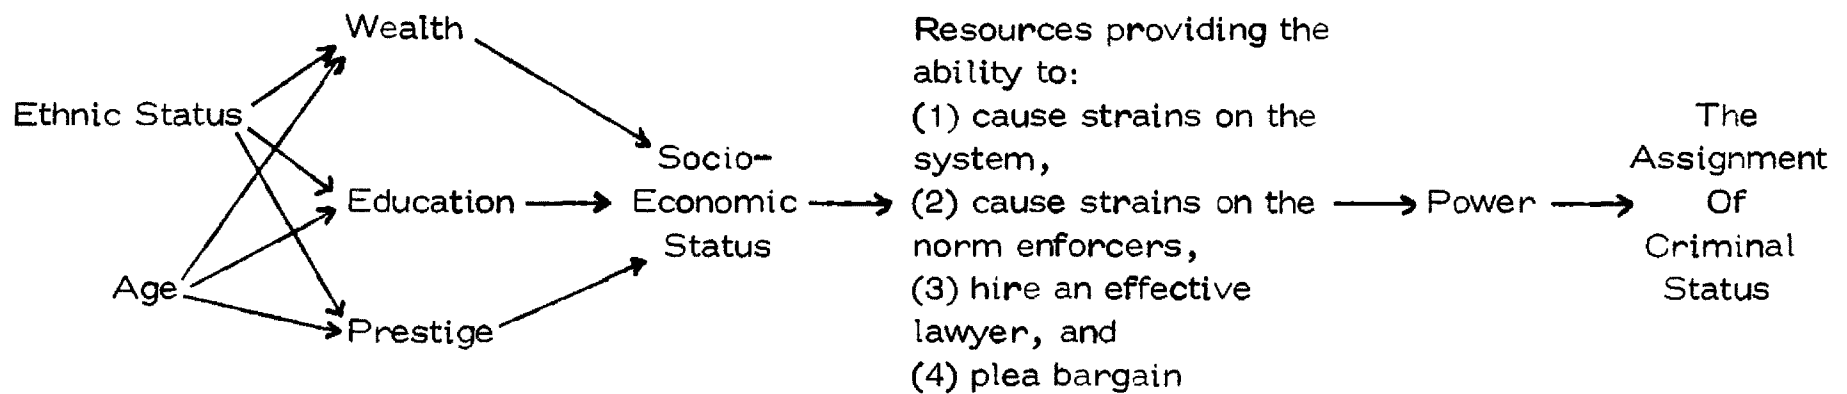 Wealth
Ethnic Status
Age
Education
Prestige
Socio-
Economic
Status
Resources providing the
ability to:
(1) cause strains on the
system,
(2) cause strains on the
norm enforcers,
(3) hire an effective
lawyer, and
(4) plea bargain
Power
The
Assignment
Of
Criminal
Status